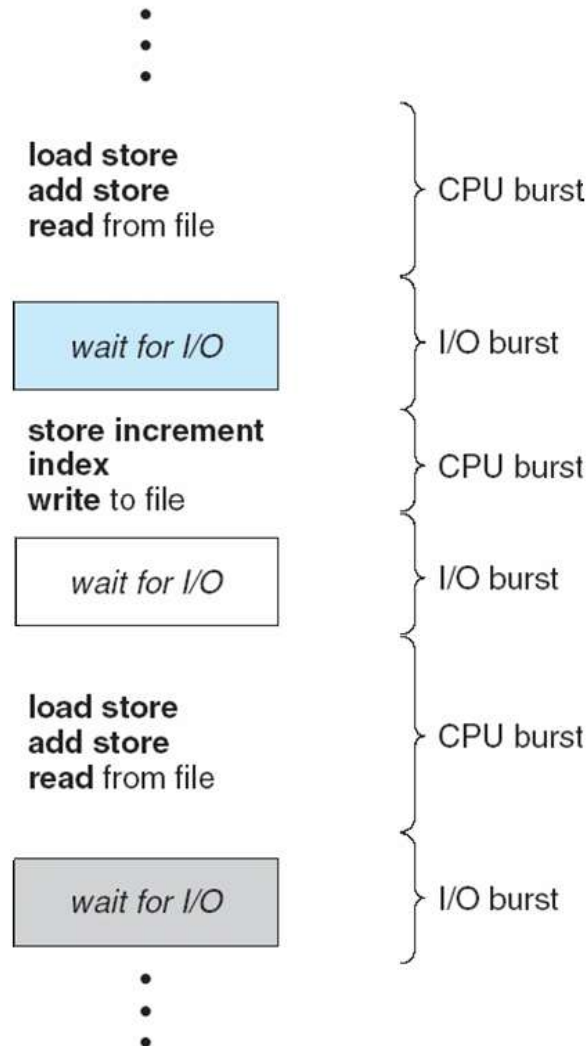 load store
add store
read from file
CPU burst
wait for I/O
I/O burst
store increment
index
write to file
CPU burst
wait for I/O
I/O burst
load store
add store
read from file
CPU burst
wait for I/O
I/O burst